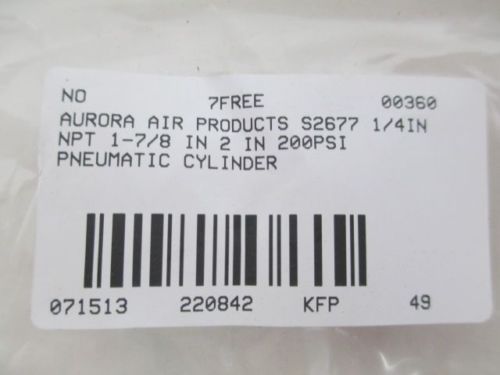 NO 7FREE 00360
AURORA AIR PRODUCTS S2677 1/4IN
NPT 1-7/8 IN 2 IN 200PSI
PNEUMATIC CYLINDER
071513 220842 KFP 49